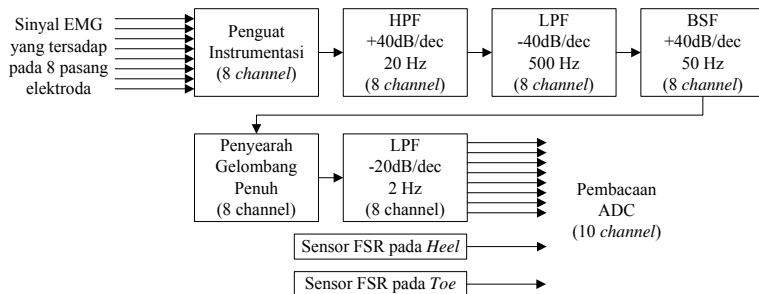 Sinyal EMG
yang tersadap
pada 8 pasang
elektroda
Penguat
Instrumentasi
(8 channel)
HPF
+40dB/dec
20 Hz
(8 channel)
LPF
-40dB/dec
500 Hz
(8 channel)
BSF
+40dB/dec
50 Hz
(8 channel)
Penyearah
Gelombang
Penuh
(8 channel)
LPF
-20dB/dec
2 Hz
(8 channel)
Pembacaan
ADC
(10 channel)
Sensor FSR pada Heel
Sensor FSR pada Toe